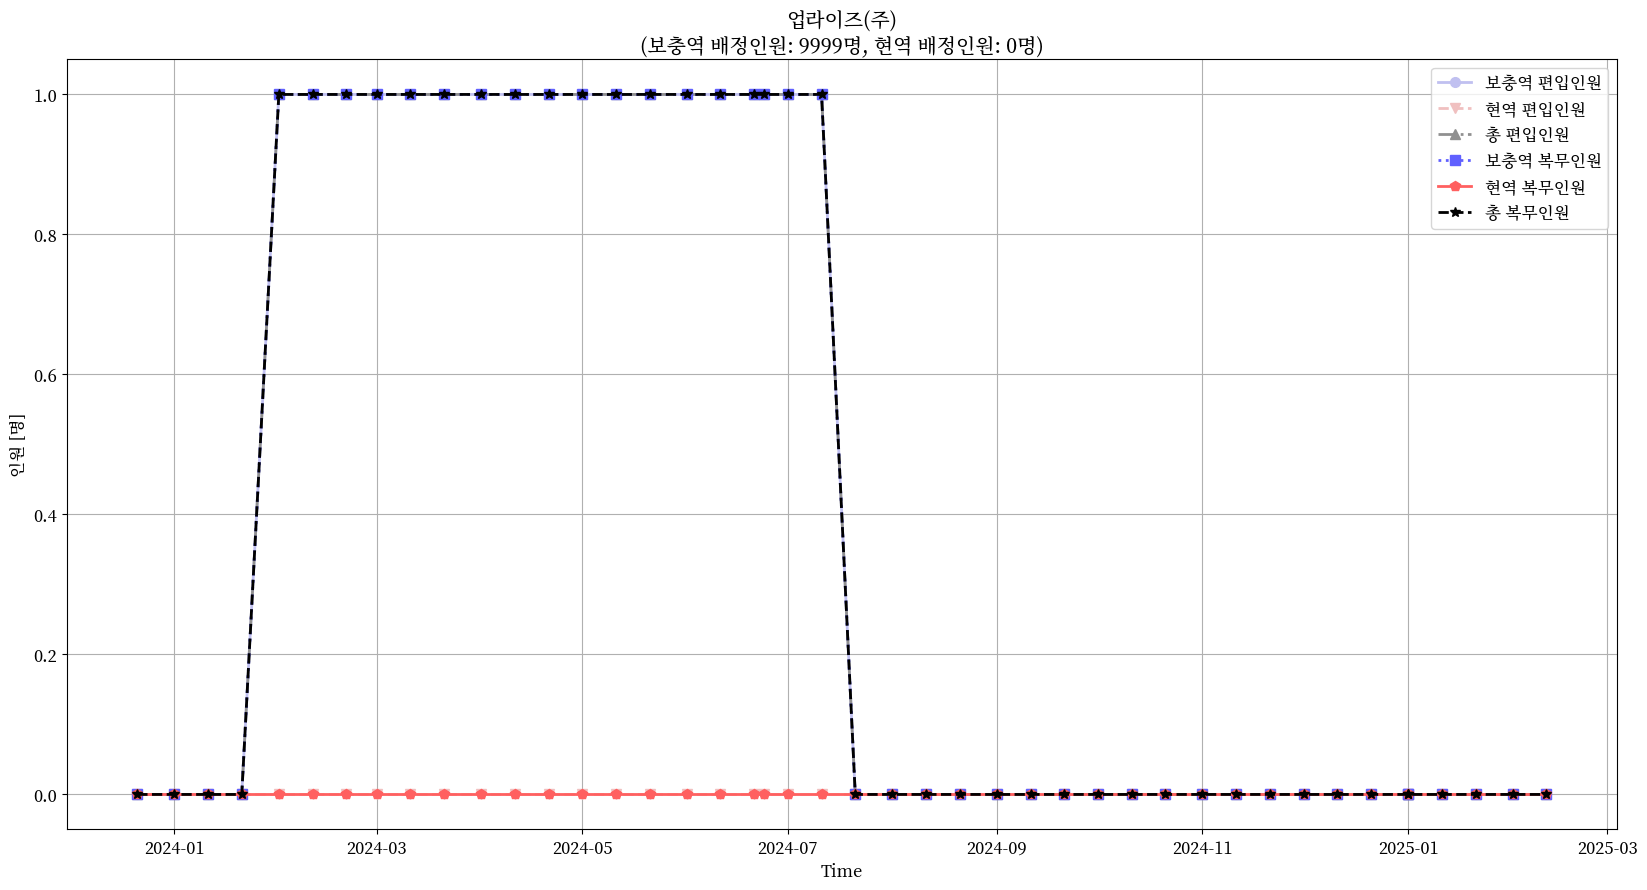 업라이즈(주)
(보충역 배정인원: 9999명, 현역 배정인원: 0명)
보충역 편입인원
현역 편입인원
총 편입인원
보충역 복무인원
현역 복무인원
총 복무인원
인원 [명]
1.0
0.8
0.6
0.4
0.2
0.0
2024-01
2024-03
2024-05
2024-07
2024-09
2024-11
2025-01
2025-03
Time